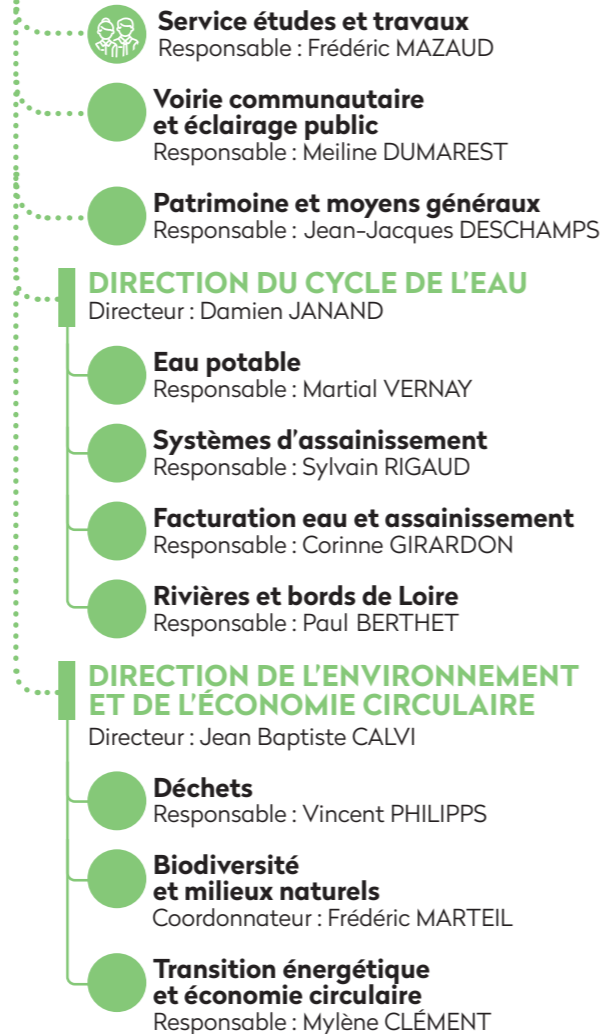 Service études et travaux
Responsable : Frédéric MAZAUD
Voirie communautaire
et éclairage public
Responsable : Meiline DUMAREST
Patrimoine et moyens généraux
Responsable : Jean-Jacques DESCHAMPS
DIRECTION DU CYCLE DE L'EAU
Directeur : Damien JANAND
Eau potable
Responsable : Martial VERNAY
Systèmes d'assainissement
Responsable : Sylvain RIGAUD
Facturation eau et assainissement
Responsable : Corinne GIRARDON
Rivières et bords de Loire
Responsable : Paul BERTHET
DIRECTION DE L'ENVIRONNEMENT
ET DE L'ÉCONOMIE CIRCULAIRE
Directeur : Jean Baptiste CALVI
Déchets
Responsable : Vincent PHILIPPS
Biodiversité
et milieux naturels
Coordonnateur : Frédéric MARTEIL
Transition énergétique
et économie circulaire
Responsable : Mylène CLÉMENT